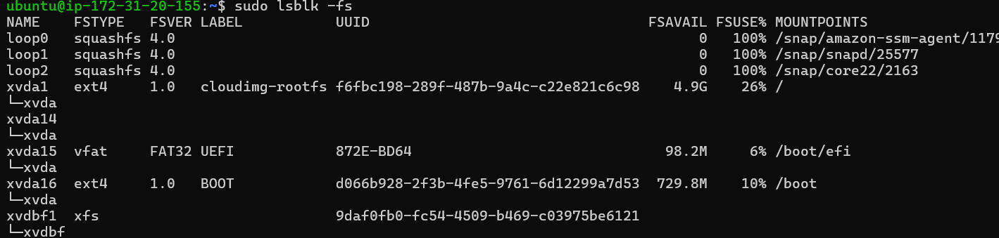 ubuntu@ip-172-31-20-155:~$ sudo lsblk -fs
NAME    FSTYPE   FSVER LABEL           UUID                                 FSAVAIL FSUSE% MOUNTPOINTS
loop0   squashfs 4.0                                                              0   100% /snap/amazon-ssm-agent/1179
loop1   squashfs 4.0                                                              0   100% /snap/snapd/25577
loop2   squashfs 4.0                                                              0   100% /snap/core22/2163
xvda1   ext4     1.0   cloudimg-rootfs f6fbc198-289f-487b-9a4c-c22e821c6c98    4.9G    26% /
└─xvda
xvda14
└─xvda
xvda15  vfat     FAT32 UEFI            872E-BD64                              98.2M     6% /boot/efi
└─xvda
xvda16  ext4     1.0   BOOT            d066b928-2f3b-4fe5-9761-6d12299a7d53  729.8M    10% /boot
└─xvda
xvdbf1  xfs                            9daf0fb0-fc54-4509-b469-c03975be6121
└─xvdbf